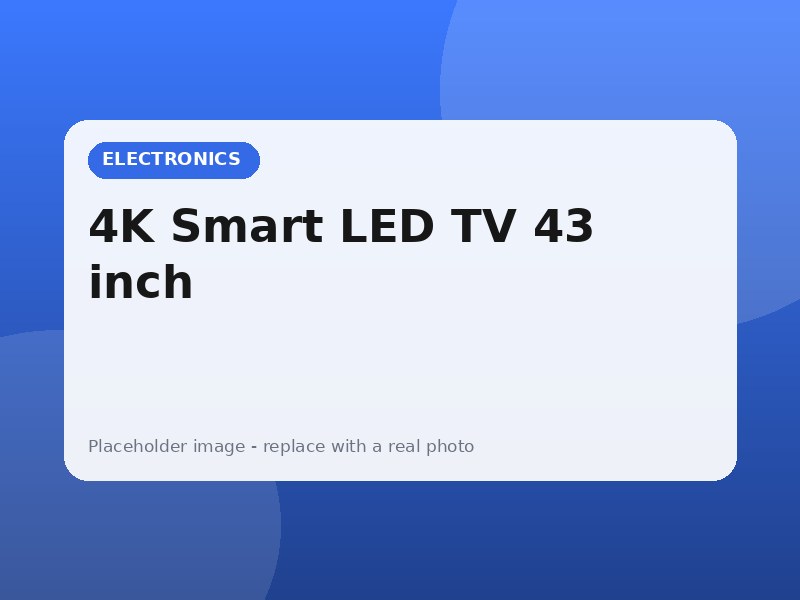 ELECTRONICS
4K Smart LED TV 43
inch
Placeholder image - replace with a real photo